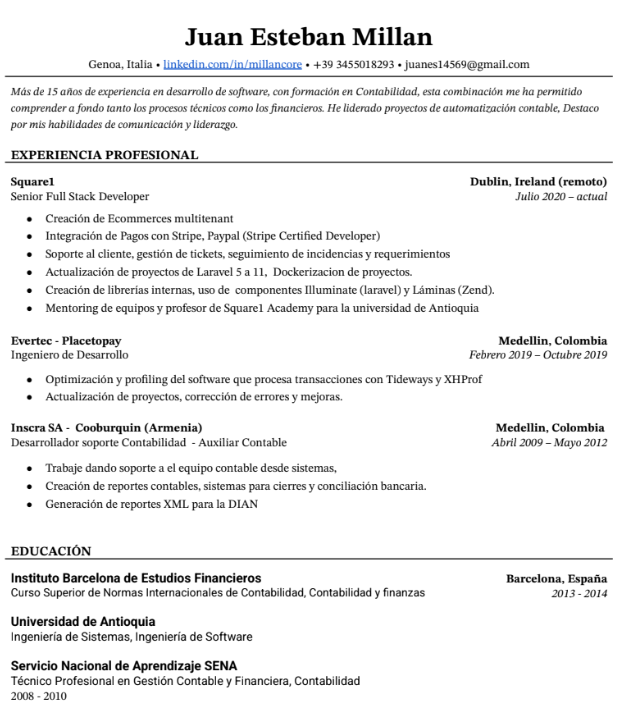 Juan Esteban Millan
Genoa, Italia • linkedin.com/in/millancore • +39 3455018293 • juanes14569@gmail.com
Más de 15 años de experiencia en desarrollo de software, con formación en Contabilidad, esta combinación me ha permitido
comprender a fondo tanto los procesos técnicos como los financieros. He liderado proyectos de automatización contable, Destaco
por mis habilidades de comunicación y liderazgo.
EXPERIENCIA PROFESIONAL
Square1 Dublin, Ireland (remoto)
Senior Full Stack Developer Julio 2020 – actual
• Creación de Ecommerces multitenant
• Integración de Pagos con Stripe, Paypal (Stripe Certified Developer)
• Soporte al cliente, gestión de tickets, seguimiento de incidencias y requerimientos
• Actualización de proyectos de Laravel 5 a 11, Dockerizacion de proyectos.
• Creación de librerias internas, uso de componentes Illuminate (laravel) y Láminas (Zend).
• Mentoring de equipos y profesor de Square1 Academy para la universidad de Antioquia
Evertec - Placetopay Medellin, Colombia
Ingeniero de Desarrollo Febrero 2019 – Octubre 2019
• Optimización y profiling del software que procesa transacciones con Tideways y XHProf
• Actualización de proyectos, corrección de errores y mejoras.
Inscra SA - Cooburquin (Armenia) Medellin, Colombia
Desarrollador soporte Contabilidad - Auxiliar Contable Abril 2009 – Mayo 2012
• Trabaje dando soporte a el equipo contable desde sistemas,
• Creación de reportes contables, sistemas para cierres y conciliación bancaria.
• Generación de reportes XML para la DIAN
EDUCACIÓN
Instituto Barcelona de Estudios Financieros Barcelona, España
Curso Superior de Normas Internacionales de Contabilidad, Contabilidad y finanzas 2013 - 2014
Universidad de Antioquia
Ingeniería de Sistemas, Ingeniería de Software
Servicio Nacional de Aprendizaje SENA
Técnico Profesional en Gestión Contable y Financiera, Contabilidad
2008 - 2010